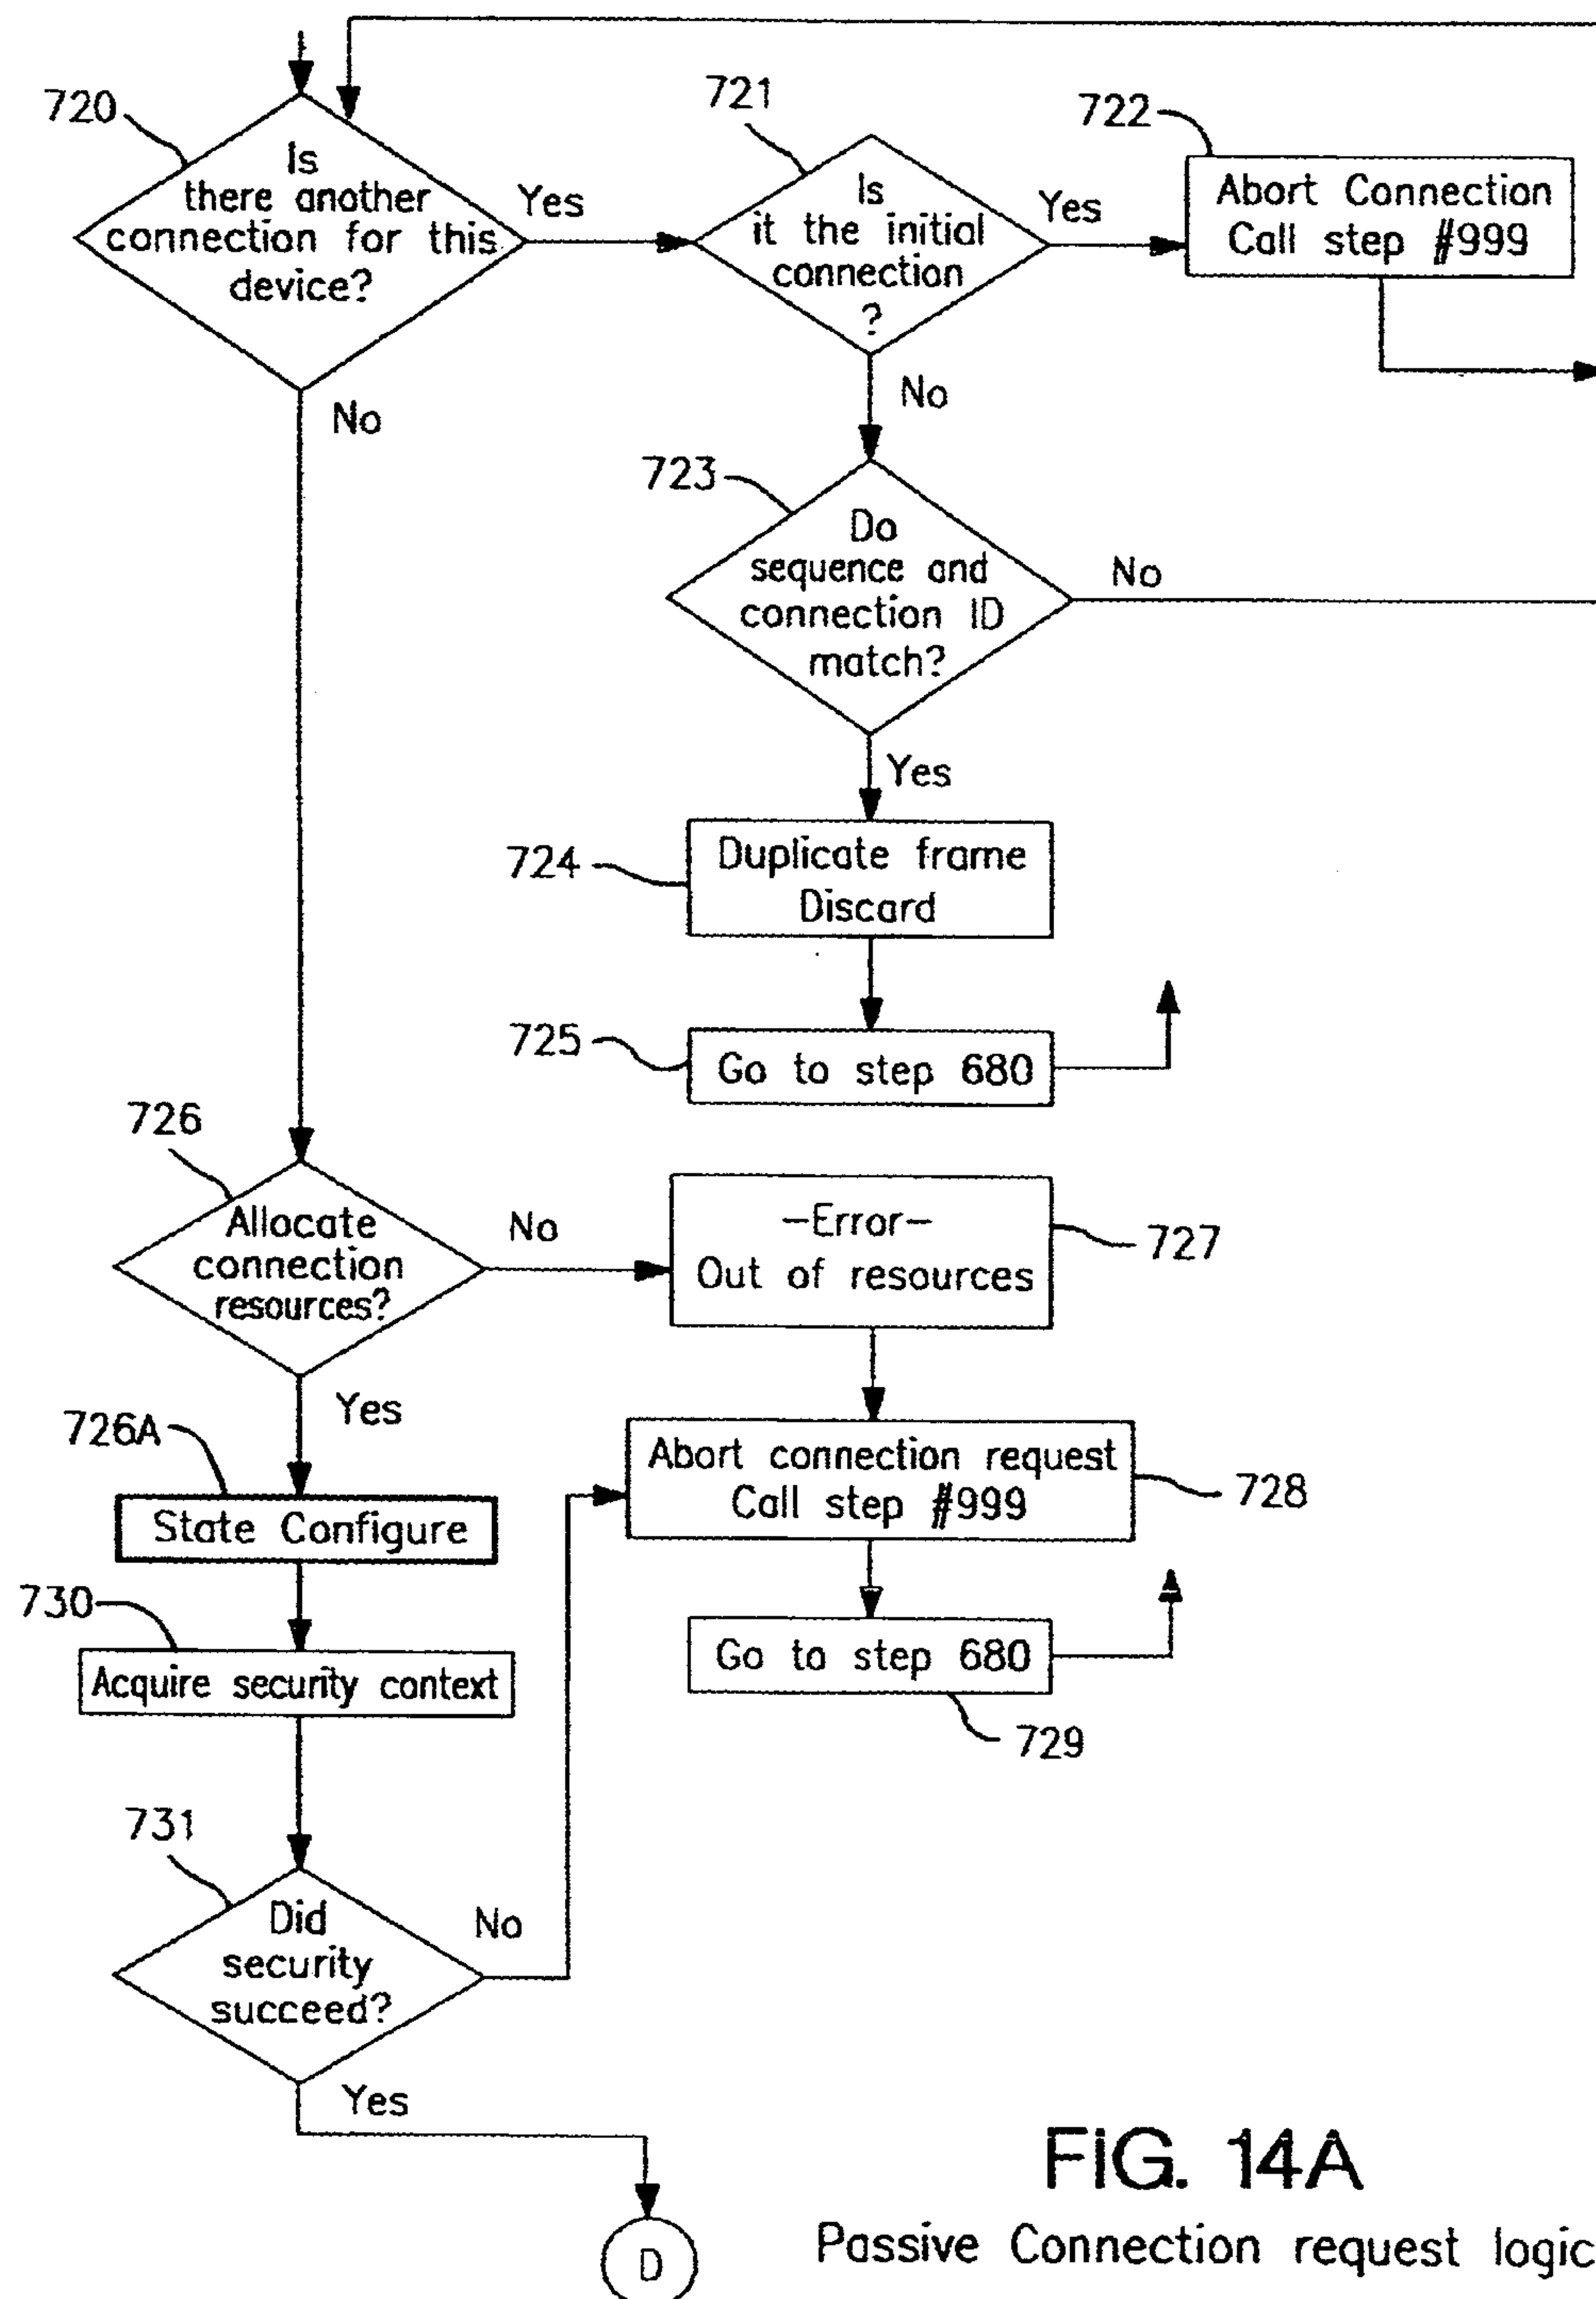 720
Is
there another
connection for this
device?
Yes
No
721
Is
it the initial
connection
?
Yes
No
722
Abort Connection
Call step #999
723
Do
sequence and
connection ID
match?
No
Yes
724
Duplicate frame
Discard
725
Go to step 680
726
Allocate
connection
resources?
No
Yes
-Error-
Out of resources
727
726A
State Configure
Abort connection request
Call step #999
728
730
Acquire security context
Go to step 680
729
731
Did
security
succeed?
No
Yes
D
FIG. 14A
Passive Connection request logic